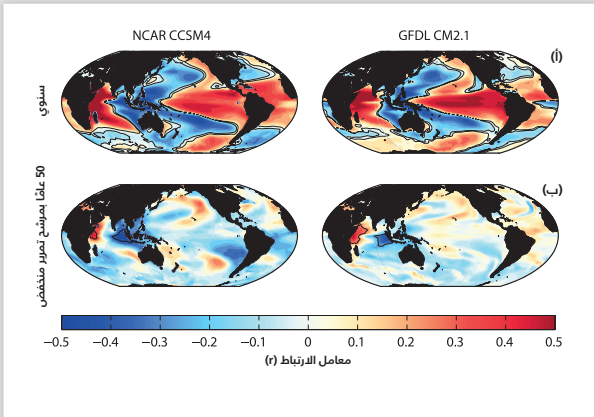 NCAR CCSM4
GFDL CM2.1
(أ)
سنوي
(ب)
50 عامًا بمرشح تمرير منخفض
−0.5 −0.4 −0.3 −0.2 −0.1 0 0.1 0.2 0.3 0.4 0.5
معامل الارتباط (r)